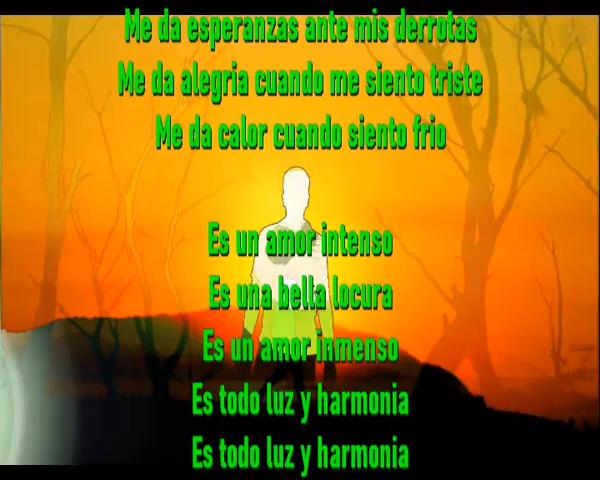 Me da esperanzas ante mis derrotas
Me da alegria cuando me siento triste
Me da calor cuando siento frio
Es un amor intenso
Es una bella locura
Es un amor inmenso
Es todo luz y harmonia
Es todo luz y harmonia